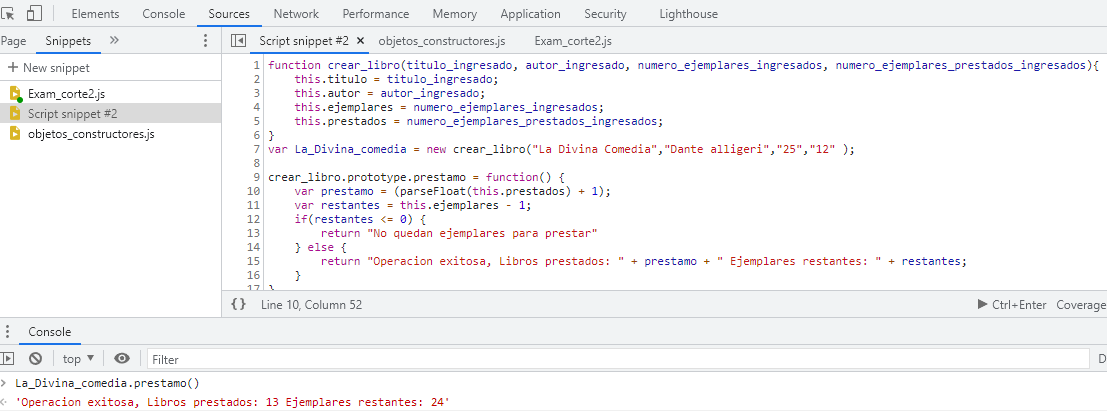 Elements Console Sources Network Performance Memory Application Security Lighthouse
Page Snippets »
Script snippet #2 × objetos_constructores.js Exam_corte2.js
+ New snippet
Exam_corte2.js
Script snippet #2
objetos_constructores.js
1 function crear_libro(titulo_ingresado, autor_ingresado, numero_ejemplares_ingresados, numero_ejemplares_prestados_ingresados){
2 this.titulo = titulo_ingresado;
3 this.autor = autor_ingresado;
4 this.ejemplares = numero_ejemplares_ingresados;
5 this.prestados = numero_ejemplares_prestados_ingresados;
6 }
7 var La_Divina_comedia = new crear_libro("La Divina Comedia","Dante alligeri","25","12" );
8
9 crear_libro.prototype.prestamo = function() {
10 var prestamo = (parseFloat(this.prestados) + 1);
11 var restantes = this.ejemplares - 1;
12 if(restantes <= 0) {
13 return "No quedan ejemplares para prestar"
14 } else {
15 return "Operacion exitosa, Libros prestados: " + prestamo + " Ejemplares restantes: " + restantes;
16 }
17 }
{} Line 10, Column 52 Ctrl+Enter Coverage
Console
top Filter D
> La_Divina_comedia.prestamo()
'Operacion exitosa, Libros prestados: 13 Ejemplares restantes: 24'